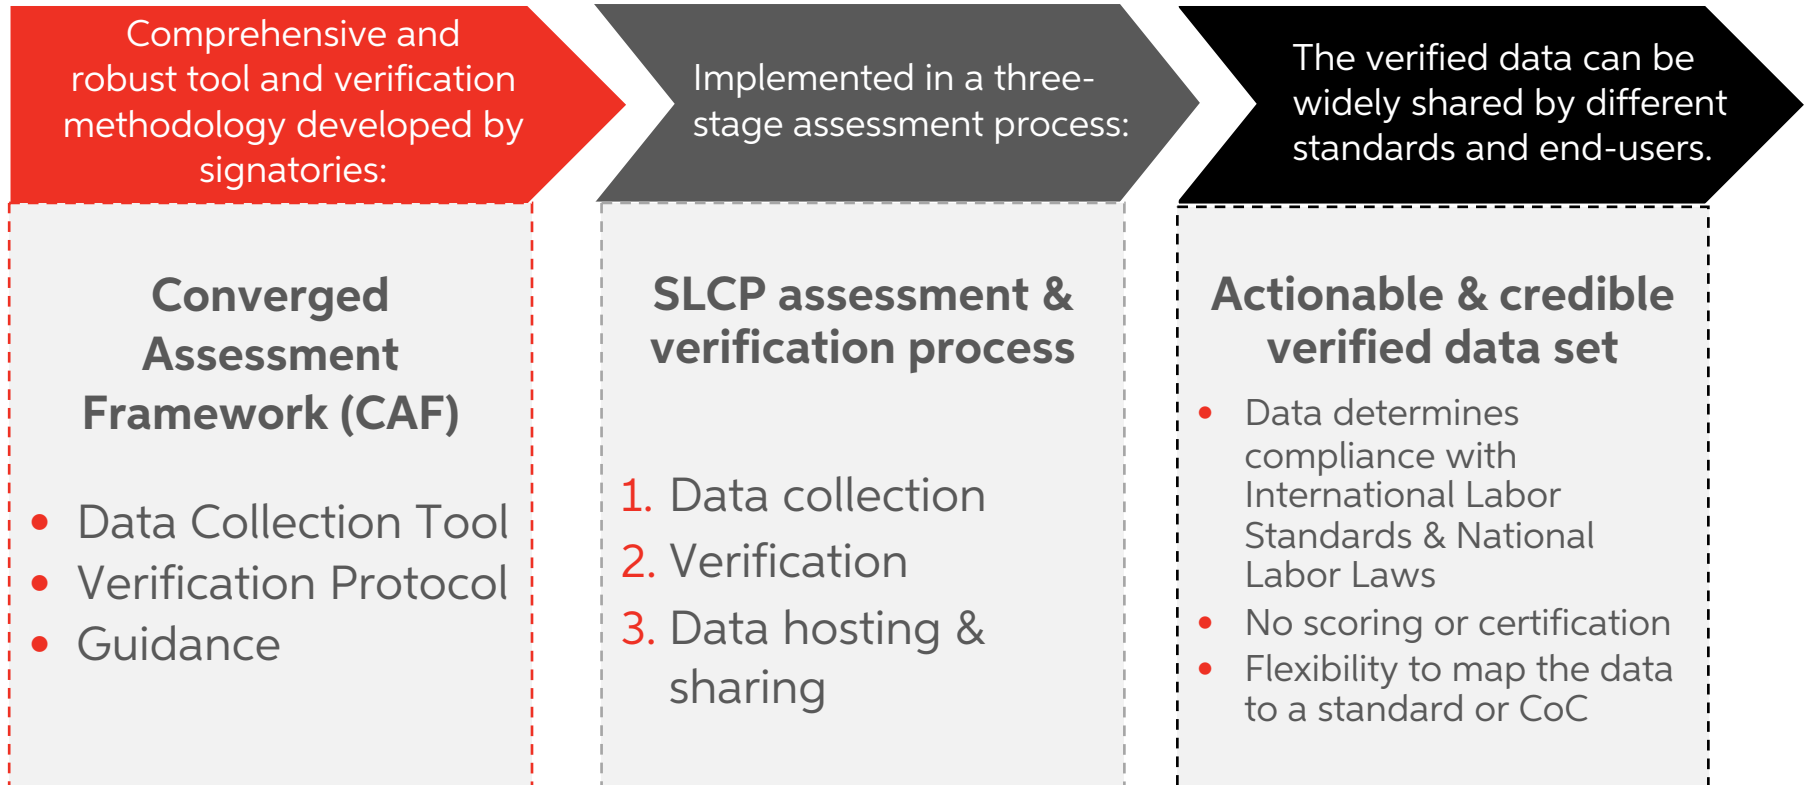 Comprehensive and
robust tool and verification
methodology developed by
signatories:
Converged
Assessment
Framework (CAF)
• Data Collection Tool
• Verification Protocol
• Guidance
Implemented in a three-
stage assessment process:
SLCP assessment &
verification process
1. Data collection
2. Verification
3. Data hosting &
sharing
The verified data can be
widely shared by different
standards and end-users.
Actionable & credible
verified data set
• Data determines
compliance with
International Labor
Standards & National
Labor Laws
• No scoring or certification
• Flexibility to map the data
to a standard or CoC